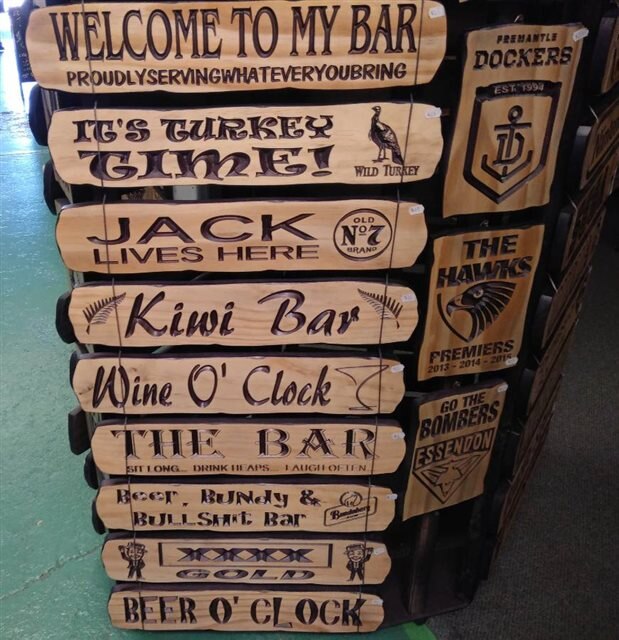 WELCOME TO MY BAR
PROUDLYSERVINGWHATEVERYOUBRING
IT'S TURKEY
TIME!
WILD TURKEY
JACK
LIVES HERE
OLD
No 7
BRAND
Kiwi Bar
Wine O' Clock
THE BAR
SIT LONG... DRINK HEAPS... LAUGH OFTEN.
Beer, Bundy &
BULLSHIT BAR
Bundaberg
XXXX
GOLD
BEER O'CLOCK
FREMANTLE
DOCKERS
EST 1994
THE
HAWKS
PREMIERS
2013 - 2014 - 2015
GO THE
BOMBERS
ESSENDON